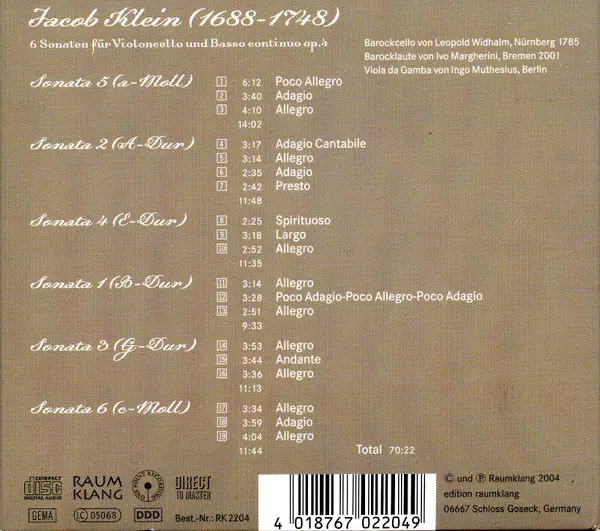 Jacob Klein (1688-1748)
6 Sonaten für Violoncello und Basso continuo op.4
Barockcello von Leopold Widhalm, Nürnberg 1785
Barocklaute von Ivo Margherini, Bremen 2001
Viola da Gamba von Ingo Muthesius, Berlin
Sonata 5 (a-Moll)
1 6:12 Poco Allegro
2 3:40 Adagio
3 4:10 Allegro
14:02
Sonata 2 (A-Dur)
4 3:17 Adagio Cantabile
5 3:14 Allegro
6 2:35 Adagio
7 2:42 Presto
11:48
Sonata 4 (E-Dur)
8 2:25 Spirituoso
9 3:18 Largo
10 2:52 Allegro
11:35
Sonata 1 (B-Dur)
11 3:14 Allegro
12 3:28 Poco Adagio-Poco Allegro-Poco Adagio
13 2:51 Allegro
9:33
Sonata 3 (G-Dur)
14 3:53 Allegro
15 3:44 Andante
16 3:36 Allegro
11:13
Sonata 6 (c-Moll)
17 3:34 Allegro
18 3:59 Adagio
19 4:04 Allegro
11:44 Total 70:22
COMPACT
disc
DIGITAL AUDIO
RAUM
KLANG
ONE POINT RECORDING
DIRECT
TO MASTER
GEMA
LC 05068
DDD
Best.-Nr.: RK 2204
4 018767 022049
© und ℗ Raumklang 2004
edition raumklang
06667 Schloss Goseck, Germany